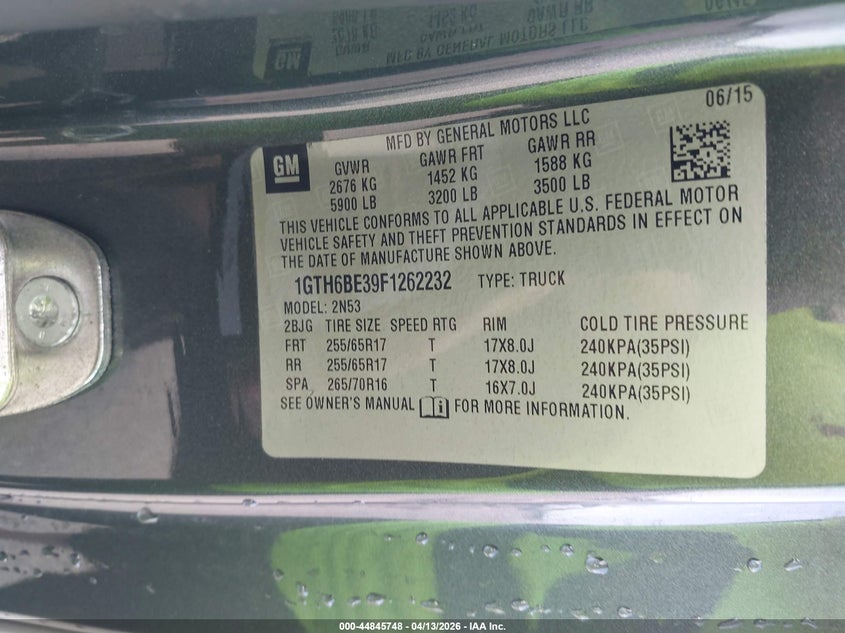 06/15
MFD BY GENERAL MOTORS LLC
GM
GVWR GAWR FRT GAWR RR
2676 KG 1452 KG 1588 KG
5900 LB 3200 LB 3500 LB
THIS VEHICLE CONFORMS TO ALL APPLICABLE U.S. FEDERAL MOTOR
VEHICLE SAFETY AND THEFT PREVENTION STANDARDS IN EFFECT ON
THE DATE OF MANUFACTURE SHOWN ABOVE.
1GTH6BE39F1262232 TYPE: TRUCK
MODEL: 2N53
2BJG TIRE SIZE SPEED RTG RIM COLD TIRE PRESSURE
FRT 255/65R17 T 17X8.0J 240KPA(35PSI)
RR 255/65R17 T 17X8.0J 240KPA(35PSI)
SPA 265/70R16 T 16X7.0J 240KPA(35PSI)
SEE OWNER'S MANUAL i FOR MORE INFORMATION.
000-44845748 - 04/13/2026 - IAA Inc.